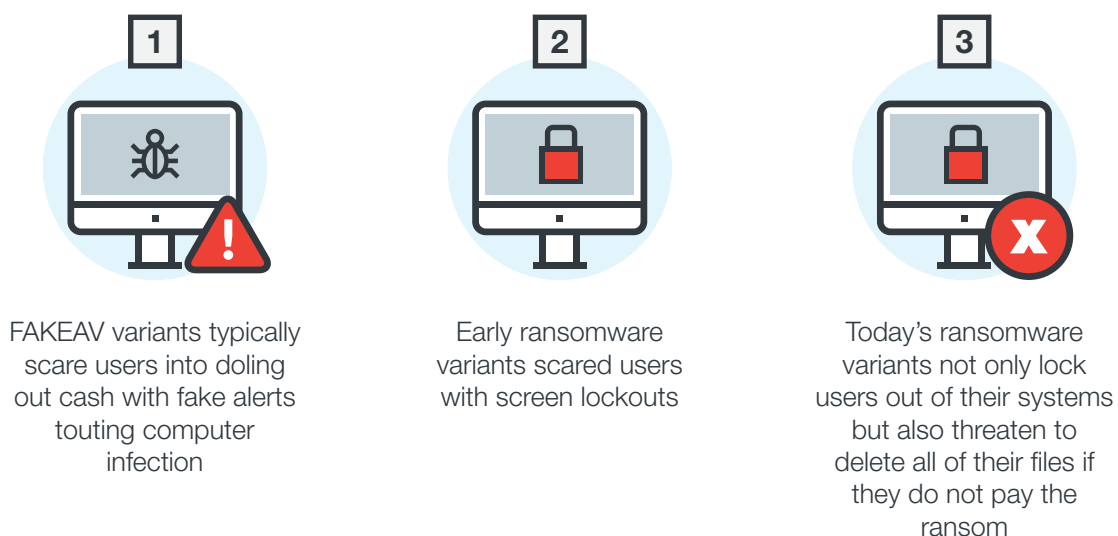 1
FAKEAV variants typically
scare users into doling
out cash with fake alerts
touting computer
infection
2
Early ransomware
variants scared users
with screen lockouts
3
Today’s ransomware
variants not only lock
users out of their systems
but also threaten to
delete all of their files if
they do not pay the
ransom